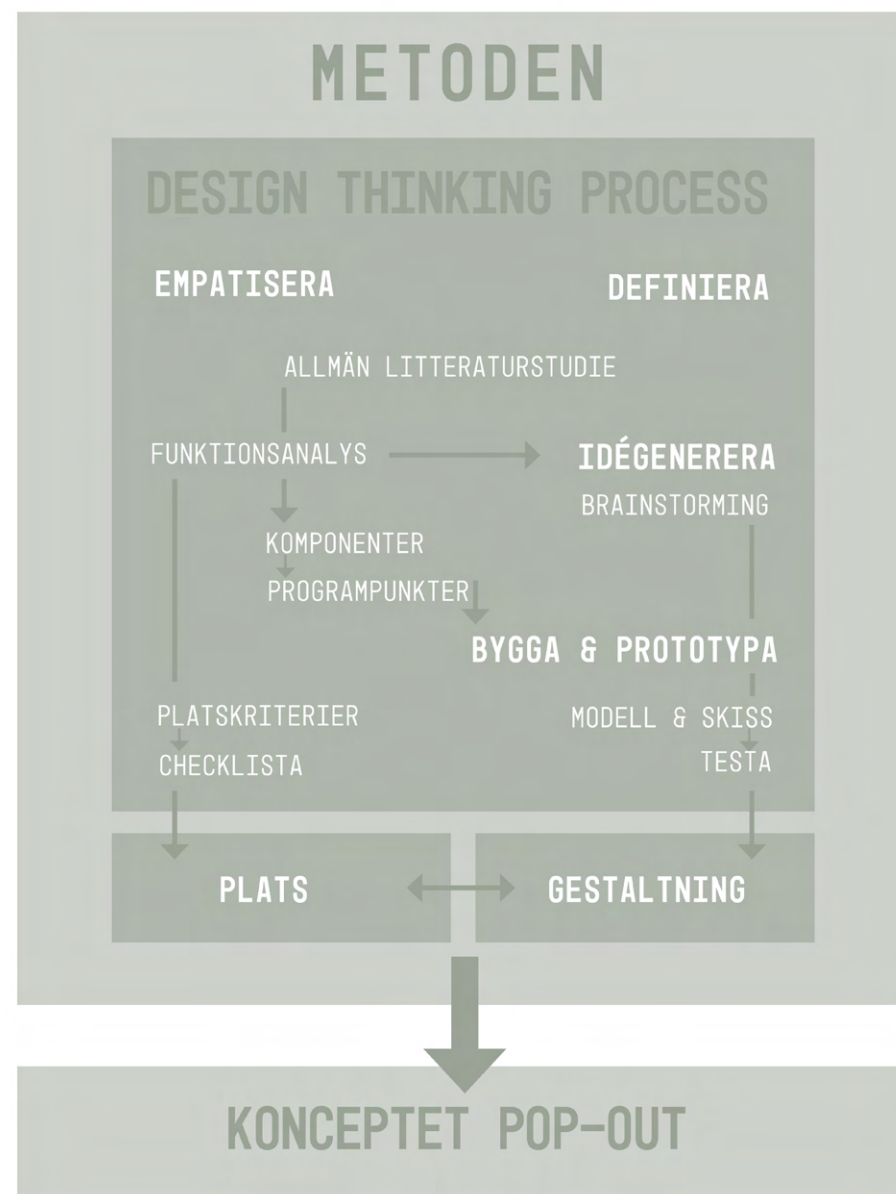 METODEN
DESIGN THINKING PROCESS
EMPATISERA
DEFINIERA
ALLMÄN LITTERATURSTUDIE
FUNKTIONSANALYS
IDÉGENERERA
BRAINSTORMING
KOMPONENTER
PROGRAMPUNKTER
BYGGA & PROTOTYPA
PLATSKRITERIER
MODELL & SKISS
CHECKLISTA
TESTA
PLATS
GESTALTNING
KONCEPTET POP-OUT